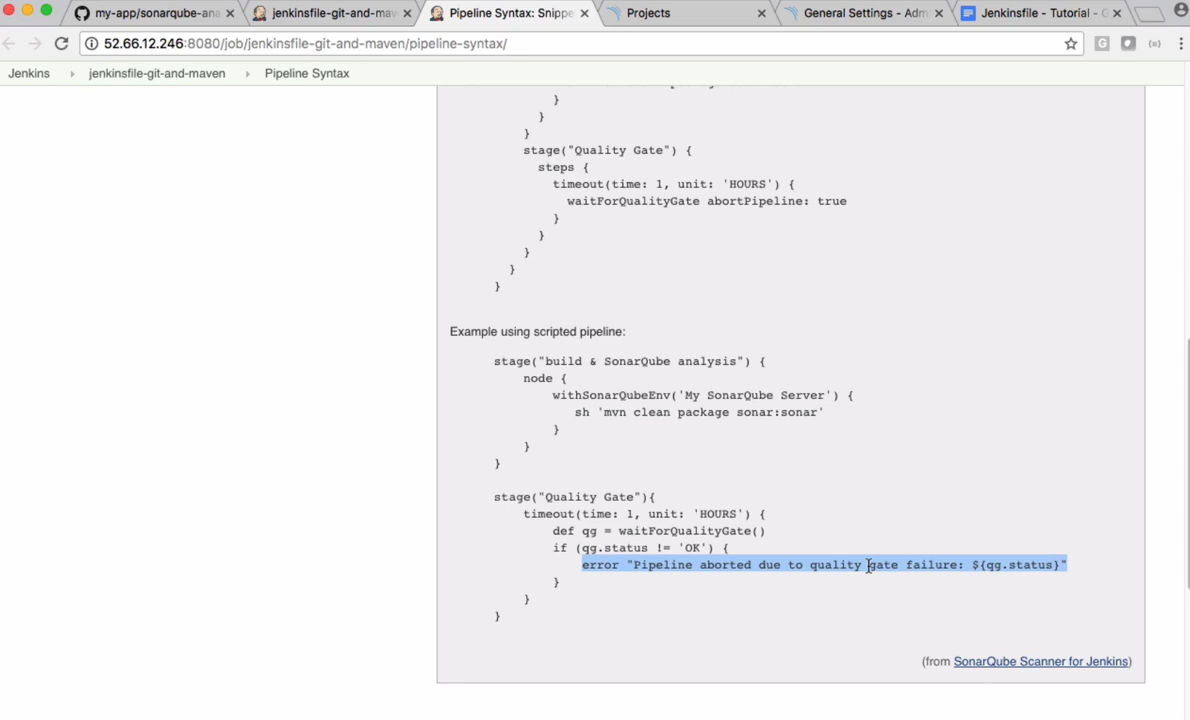 my-app/sonarqube-ana
jenkinsfile-git-and-mav
Pipeline Syntax: Snippe
Projects
General Settings - Adm
Jenkinsfile - Tutorial - G
52.66.12.246:8080/job/jenkinsfile-git-and-maven/pipeline-syntax/
Jenkins jenkinsfile-git-and-maven Pipeline Syntax
}
}
}
stage("Quality Gate") {
steps {
timeout(time: 1, unit: 'HOURS') {
waitForQualityGate abortPipeline: true
}
}
}
}
}
Example using scripted pipeline:
stage("build & SonarQube analysis") {
node {
withSonarQubeEnv('My SonarQube Server') {
sh 'mvn clean package sonar:sonar'
}
}
}
stage("Quality Gate"){
timeout(time: 1, unit: 'HOURS') {
def qg = waitForQualityGate()
if (qg.status != 'OK') {
error "Pipeline aborted due to quality gate failure: ${qg.status}"
}
}
}
(from SonarQube Scanner for Jenkins)